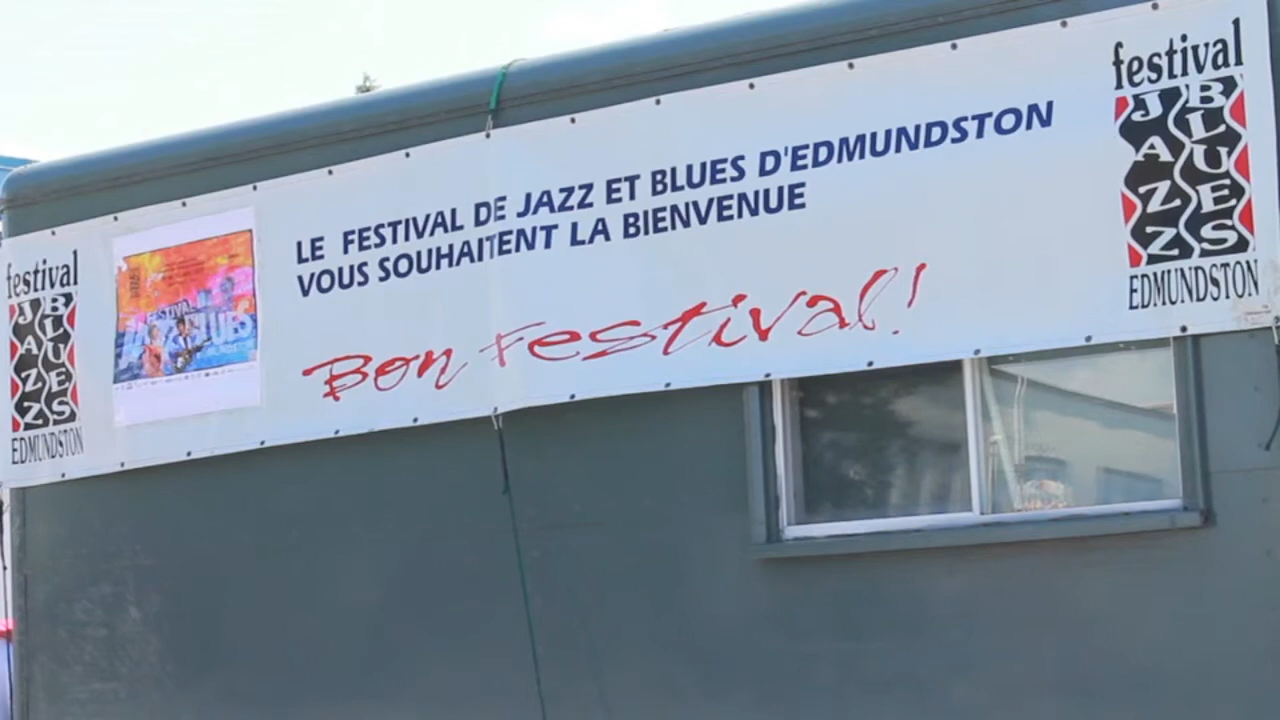 festival
JAZZ BLUES
EDMUNDSTON
FESTIVAL
LE FESTIVAL DE JAZZ ET BLUES D'EDMUNDSTON
VOUS SOUHAITENT LA BIENVENUE
Bon Festival!
festival
JAZZ BLUES
EDMUNDSTON